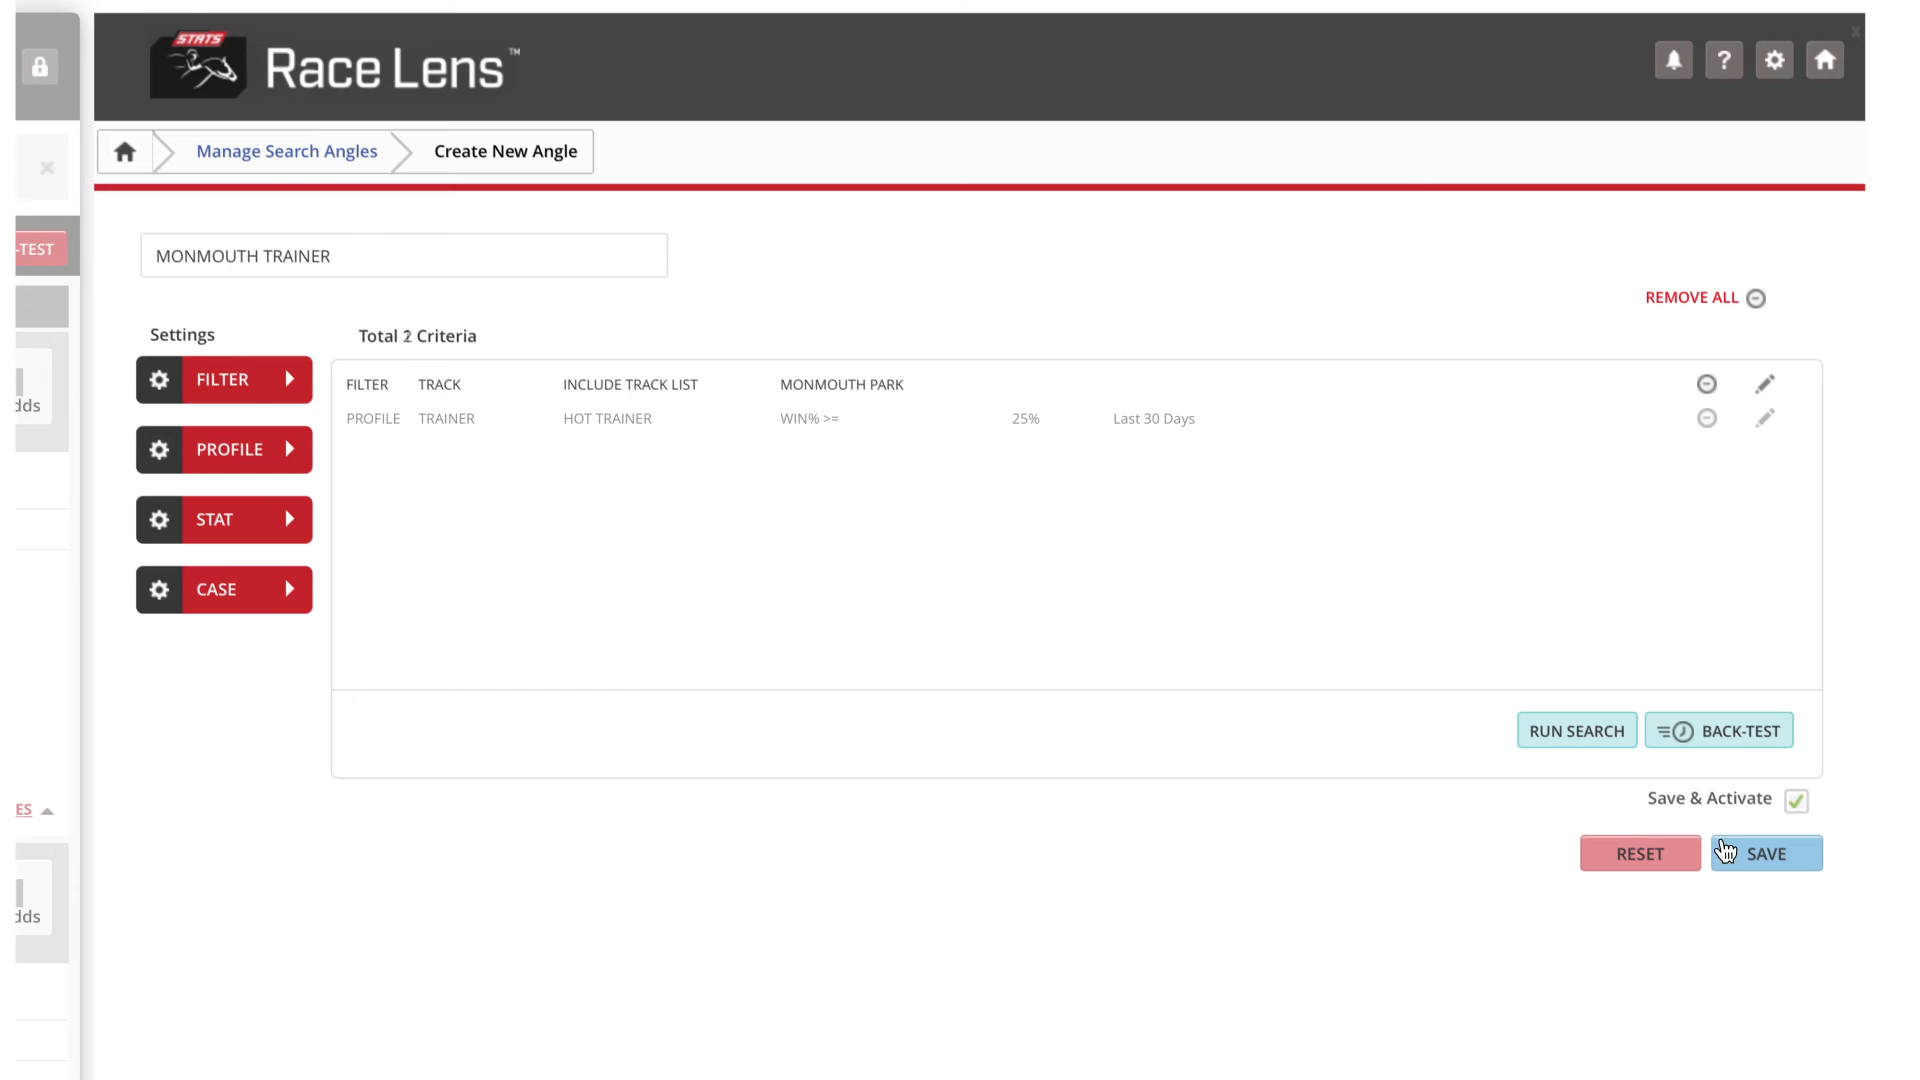 STATS
Race Lens™
x
?
Manage Search Angles
Create New Angle
-TEST
MONMOUTH TRAINER
REMOVE ALL
Settings
Total 2 Criteria
FILTER
PROFILE
STAT
CASE
FILTER TRACK INCLUDE TRACK LIST MONMOUTH PARK
PROFILE TRAINER HOT TRAINER WIN% >= 25% Last 30 Days
dds
RUN SEARCH
BACK-TEST
Save & Activate
ES
RESET
SAVE
dds